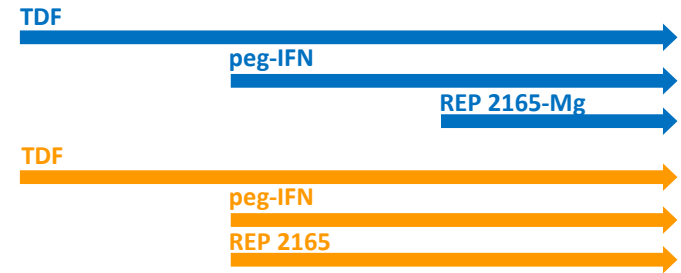 TDF
peg-IFN
REP 2165-Mg
TDF
peg-IFN
REP 2165